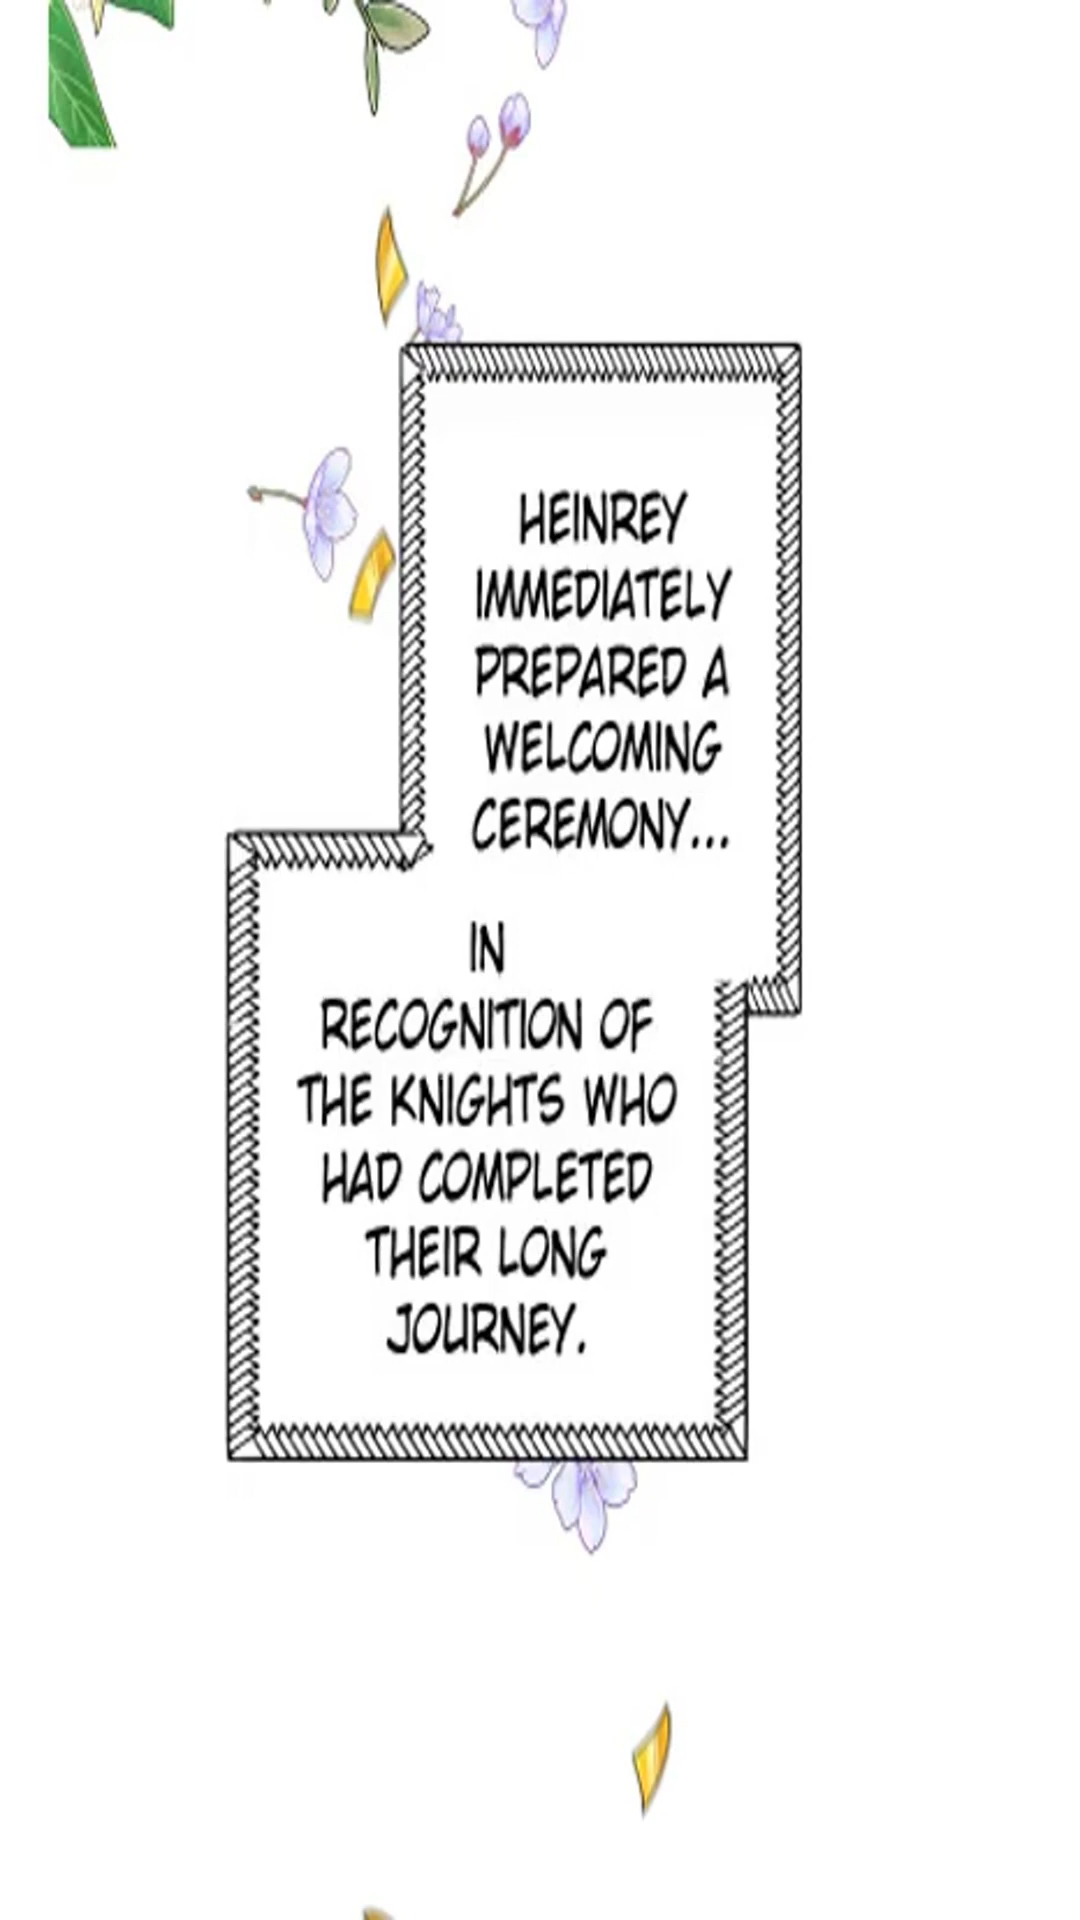 HEINREY
IMMEDIATELY
PREPARED A
WELCOMING
CEREMONY...
IN
RECOGNITION OF
THE KNIGHTS WHO
HAD COMPLETED
THEIR LONG
JOURNEY.